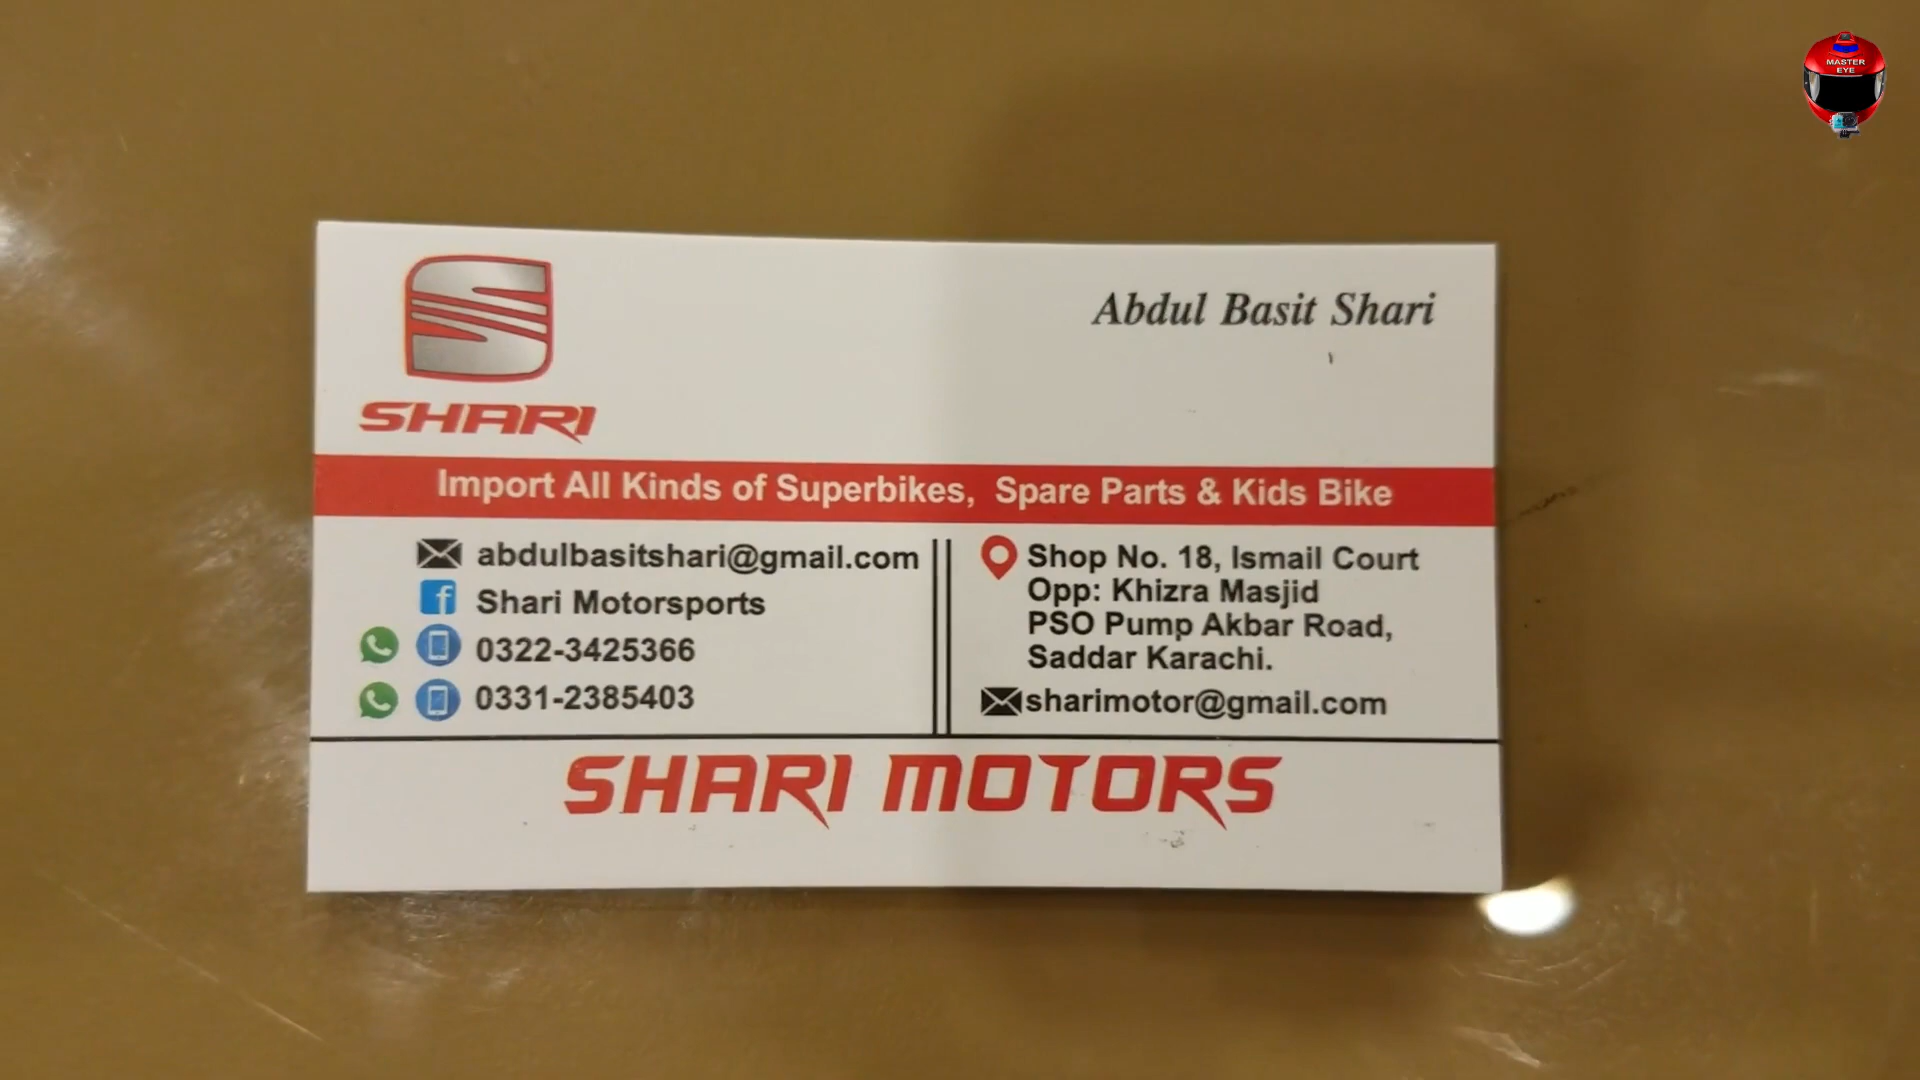 MASTER
EYE
Abdul Basit Shari
SHARI
Import All Kinds of Superbikes, Spare Parts & Kids Bike
abdulbasitshari@gmail.com
Shari Motorsports
0322-3425366
0331-2385403
Shop No. 18, Ismail Court
Opp: Khizra Masjid
PSO Pump Akbar Road,
Saddar Karachi.
sharimotor@gmail.com
SHARI MOTORS